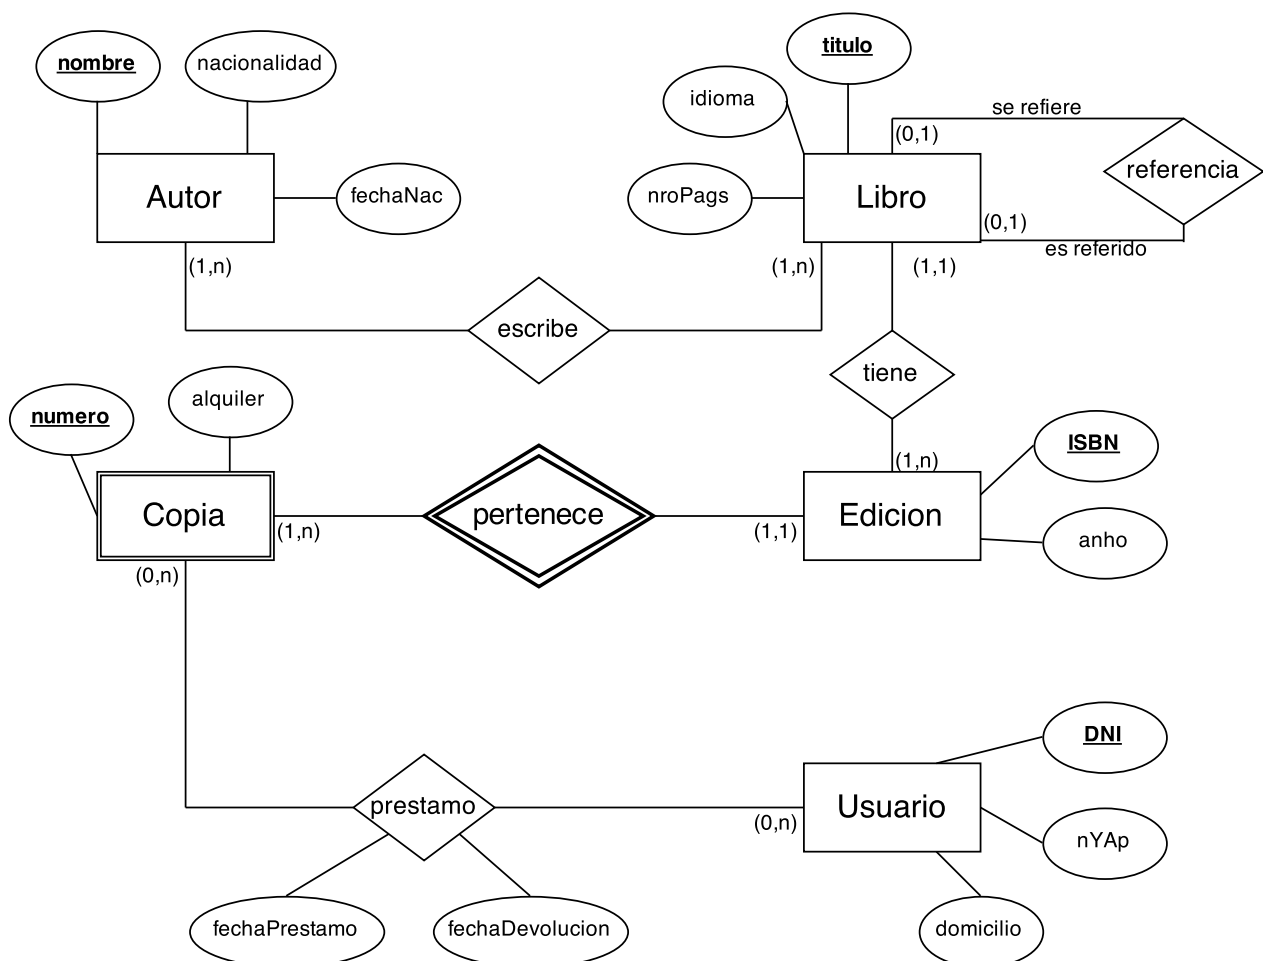 nombre
nacionalidad
fechaNac
Autor
(1,n)
titulo
idioma
nroPags
Libro
(0,1)
se refiere
referencia
(0,1)
es referido
(1,n)
(1,1)
escribe
tiene
numero
alquiler
Copia
(1,n)
(0,n)
pertenece
(1,n)
(1,1)
Edicion
ISBN
anho
prestamo
fechaPrestamo
fechaDevolucion
(0,n)
Usuario
DNI
nYAp
domicilio